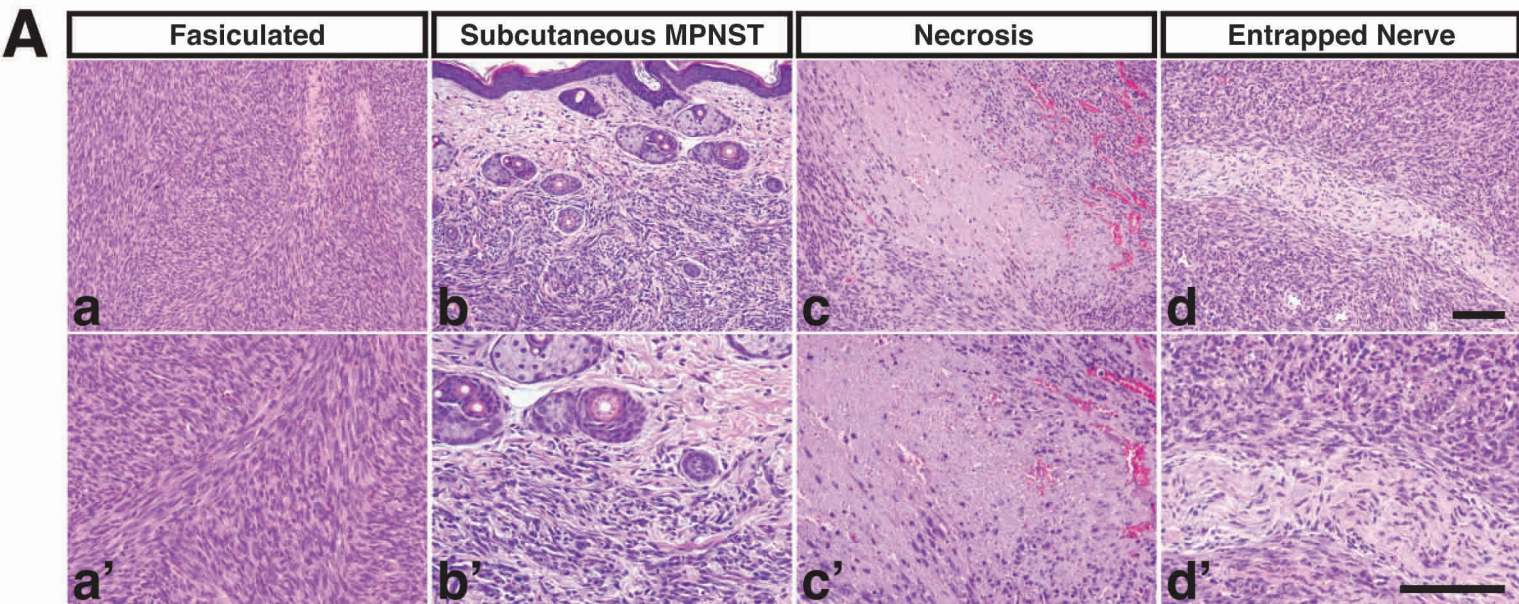 A
Fasiculated
Subcutaneous MPNST
Necrosis
Entrapped Nerve
a
b
c
d
a’
b’
c’
d’